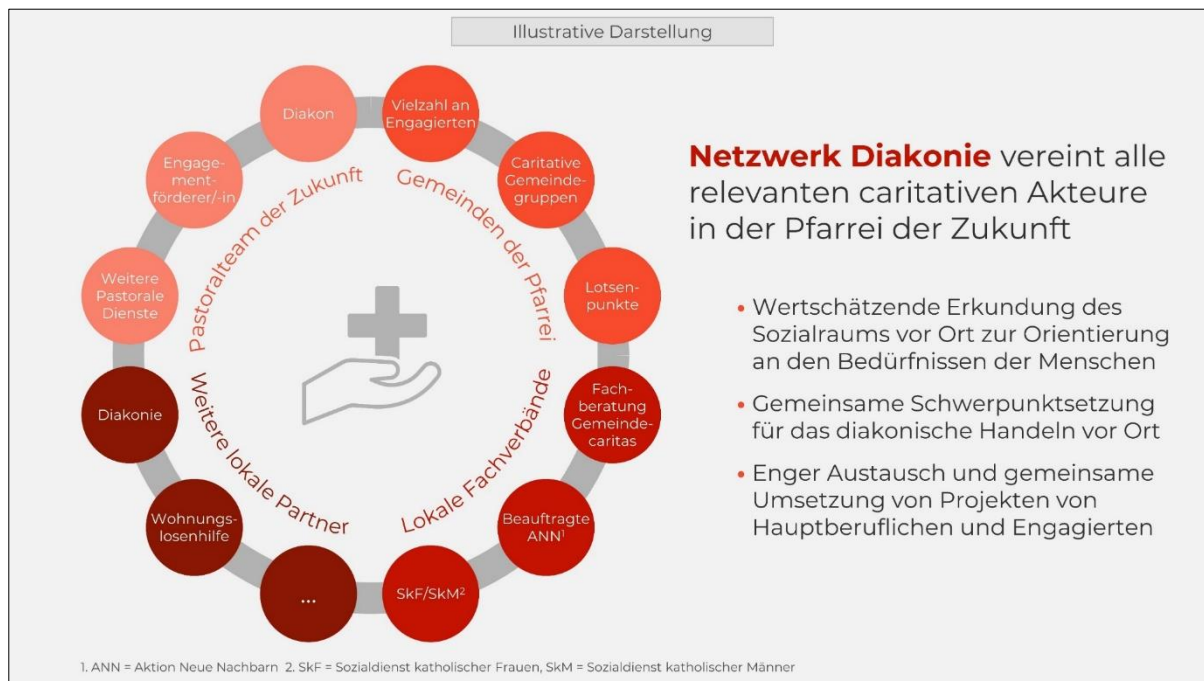 Illustrative Darstellung
Diakon
Engage-
ment-
förderer/-in
Weitere
Pastorale
Dienste
Pastoralteam der Zukunft
Vielzahl an
Engagierten
Caritative
Gemeinde-
gruppen
Lotsen-
punkte
Gemeinden der Pfarrei
Fach-
beratung
Gemeinde-
caritas
Beauftragte
ANN¹
SkF/SkM²
Lokale Fachverbände
Diakonie
Wohnungs-
losenhilfe
...
Weitere lokale Partner
Netzwerk Diakonie vereint alle
relevanten caritativen Akteure
in der Pfarrei der Zukunft
• Wertschätzende Erkundung des
Sozialraums vor Ort zur Orientierung
an den Bedürfnissen der Menschen
• Gemeinsame Schwerpunktsetzung
für das diakonische Handeln vor Ort
• Enger Austausch und gemeinsame
Umsetzung von Projekten von
Hauptberuflichen und Engagierten
1. ANN = Aktion Neue Nachbarn 2. SkF = Sozialdienst katholischer Frauen, SkM = Sozialdienst katholischer Männer